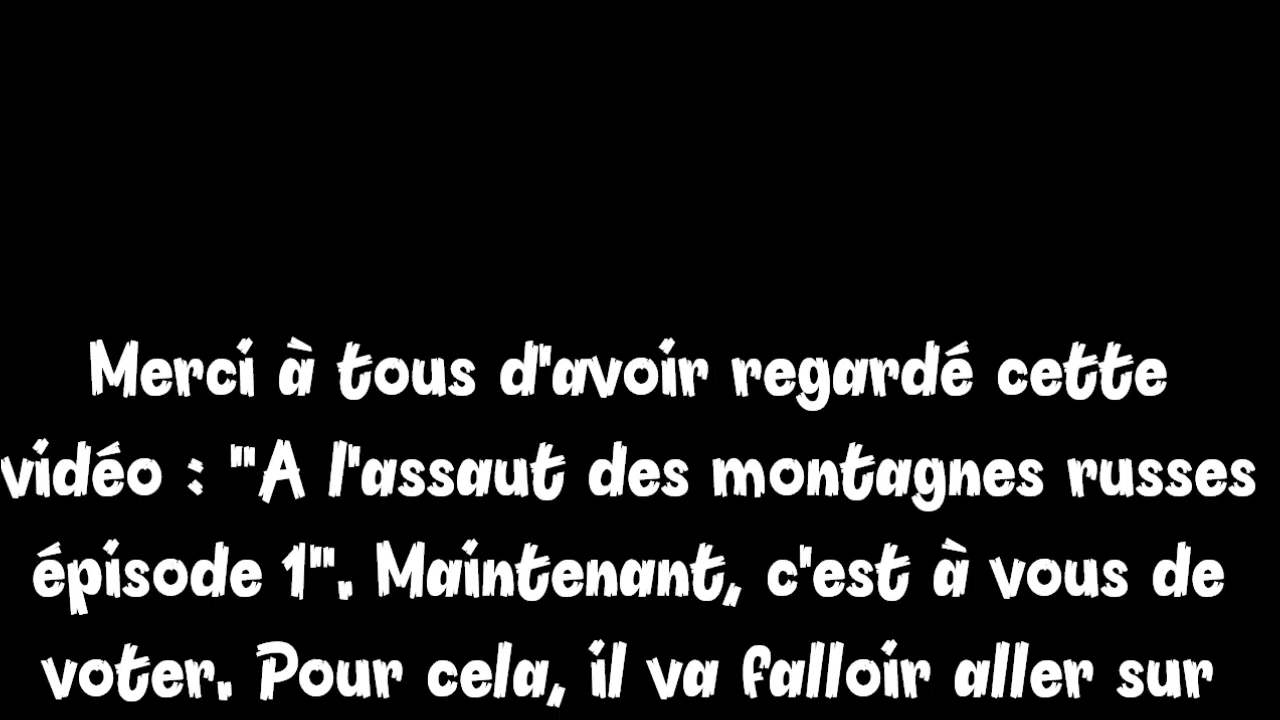 Merci à tous d'avoir regardé cette
vidéo : "A l'assaut des montagnes russes
épisode 1". Maintenant, c'est à vous de
voter. Pour cela, il va falloir aller sur